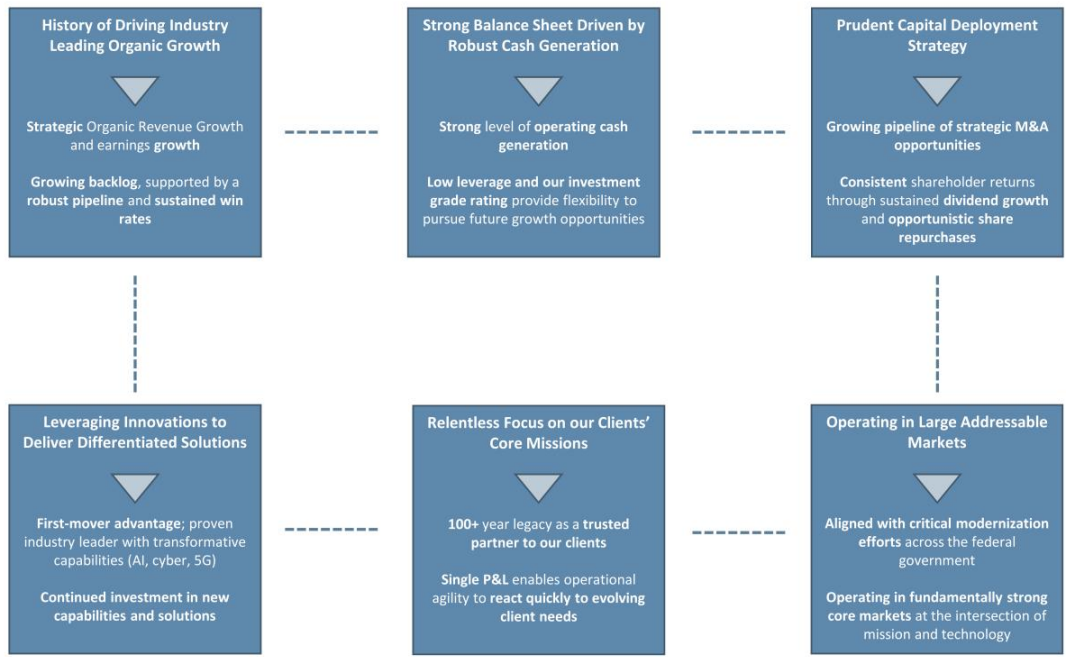 History of Driving Industry
Leading Organic Growth
Strategic Organic Revenue Growth
and earnings growth
Growing backlog, supported by a
robust pipeline and sustained win
rates
Strong Balance Sheet Driven by
Robust Cash Generation
Strong level of operating cash
generation
Low leverage and our investment
grade rating provide flexibility to
pursue future growth opportunities
Prudent Capital Deployment
Strategy
Growing pipeline of strategic M&A
opportunities
Consistent shareholder returns
through sustained dividend growth
and opportunistic share
repurchases
Leveraging Innovations to
Deliver Differentiated Solutions
First-mover advantage; proven
industry leader with transformative
capabilities (AI, cyber, 5G)
Continued investment in new
capabilities and solutions
Relentless Focus on our Clients’
Core Missions
100+ year legacy as a trusted
partner to our clients
Single P&L enables operational
agility to react quickly to evolving
client needs
Operating in Large Addressable
Markets
Aligned with critical modernization
efforts across the federal
government
Operating in fundamentally strong
core markets at the intersection of
mission and technology